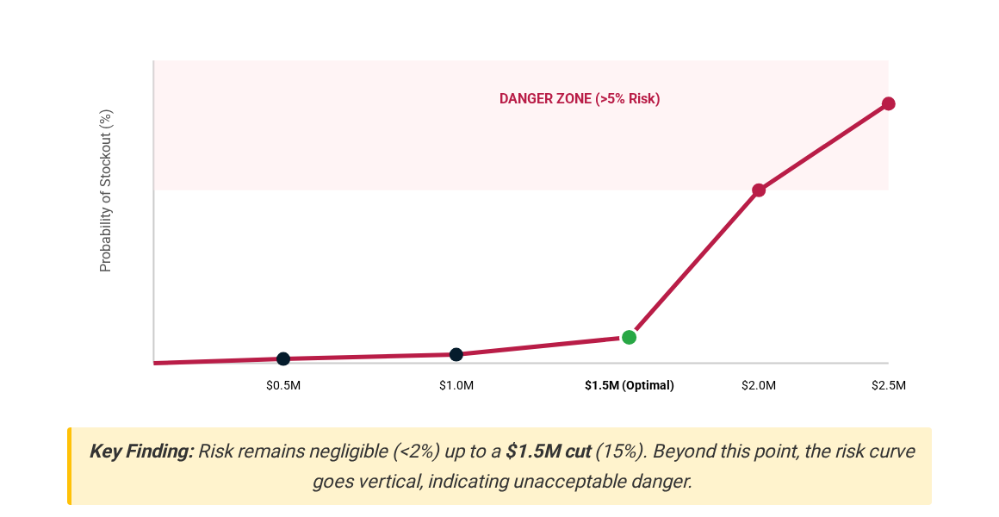 DANGER ZONE (>5% Risk)
Probability of Stockout (%)
$0.5M
$1.0M
$1.5M (Optimal)
$2.0M
$2.5M
Key Finding: Risk remains negligible (<2%) up to a $1.5M cut (15%). Beyond this point, the risk curve
goes vertical, indicating unacceptable danger.